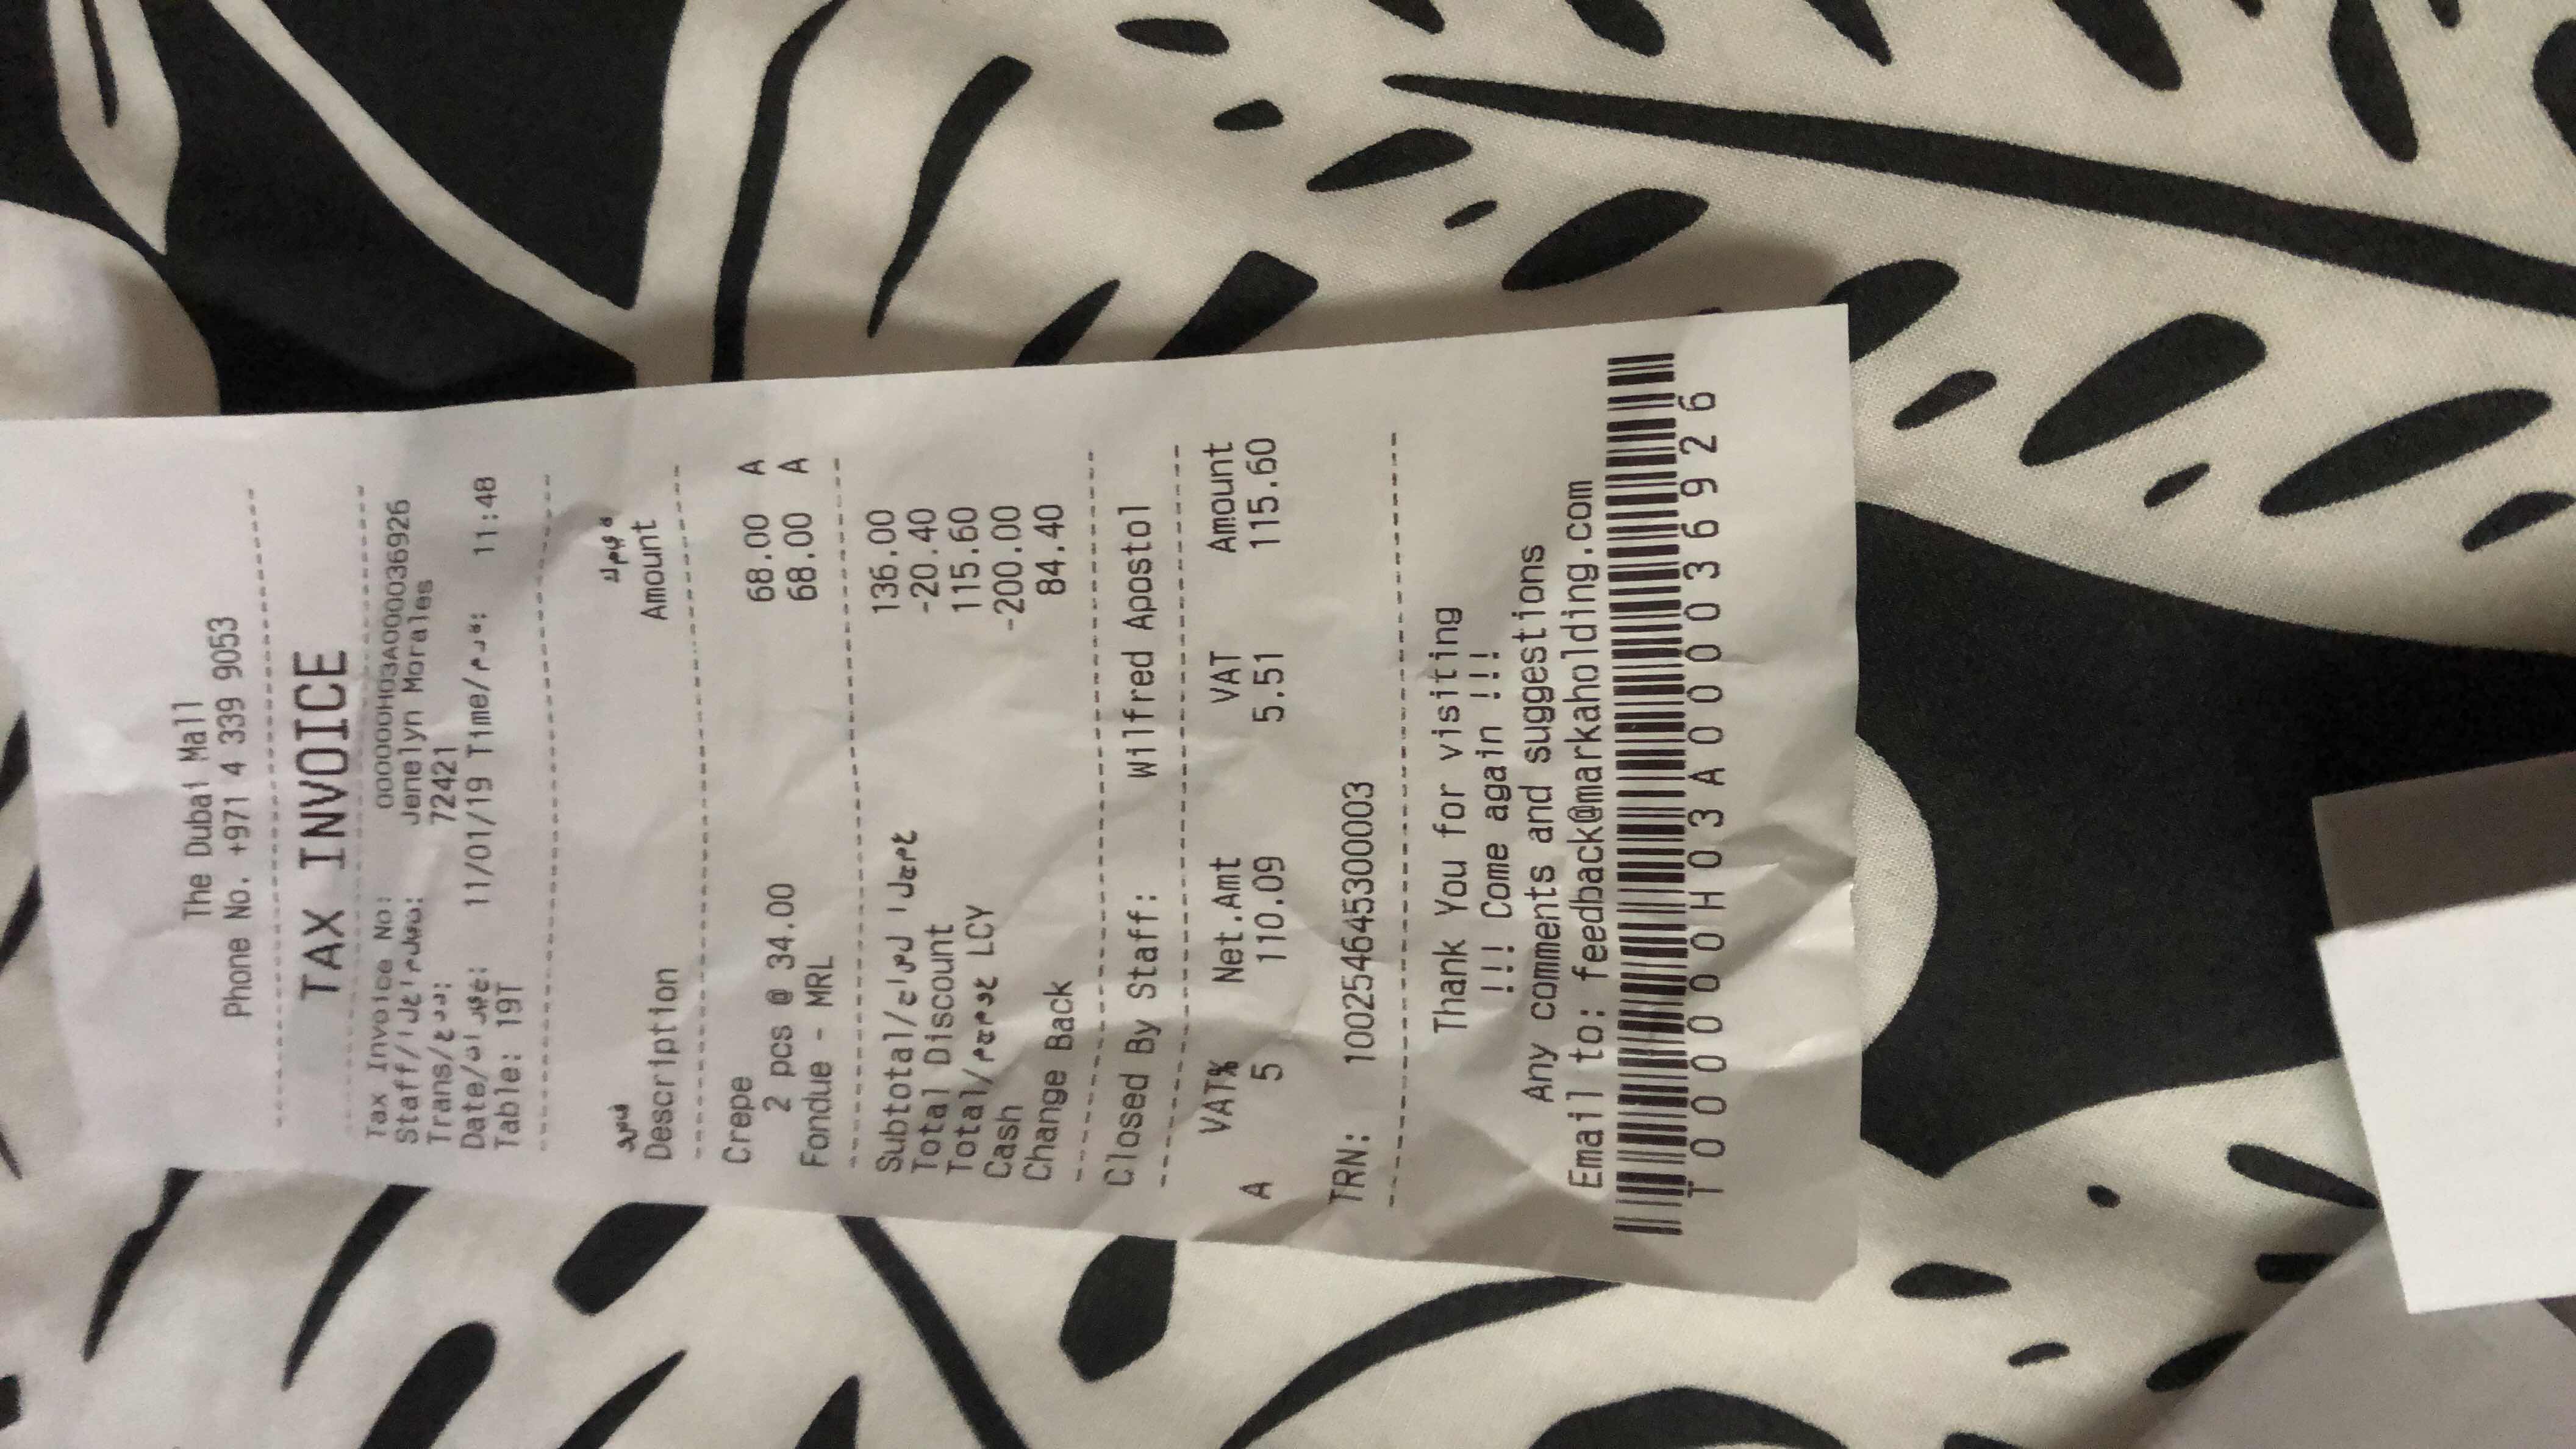 The Dubai Mall
Phone No. +971 4 339 9053
TAX INVOICE
Tax Invoice No: 000000H03A000036926
Staff/ Jenelyn Morales
Trans/ 72421
Date/ 11/01/19 Time/ 11:48
Table: 19T
Description Amount
Crepe
2 pcs @ 34.00 68.00 A
Fondue - MRL 68.00 A
Subtotal/ 136.00
Total Discount -20.40
Total/ LCY 115.60
Cash -200.00
Change Back 84.40
Closed By Staff: Wilfred Apostol
VAT% Net.Amt VAT Amount
A 5 110.09 5.51 115.60
TRN: 100254645300003
Thank You for visiting
!!! Come again !!!
Any comments and suggestions
Email to: feedback@markaholding.com
T000000H03A000036926